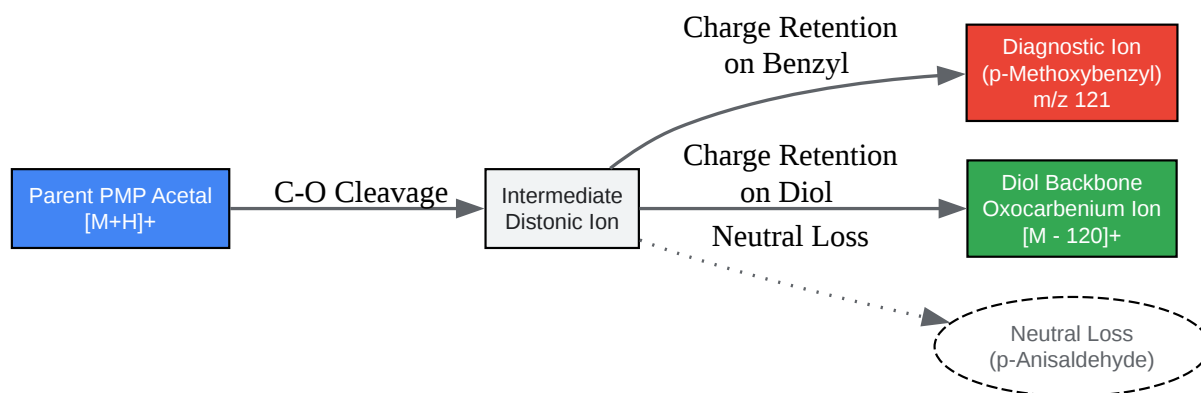 Parent PMP Acetal
[M+H]+
C-O Cleavage
Intermediate
Distonic Ion
Charge Retention
on Benzyl
Diagnostic Ion
(p-Methoxybenzyl)
m/z 121
Charge Retention
on Diol
Diol Backbone
Oxocarbenium Ion
[M - 120]+
Neutral Loss
Neutral Loss
(p-Anisaldehyde)